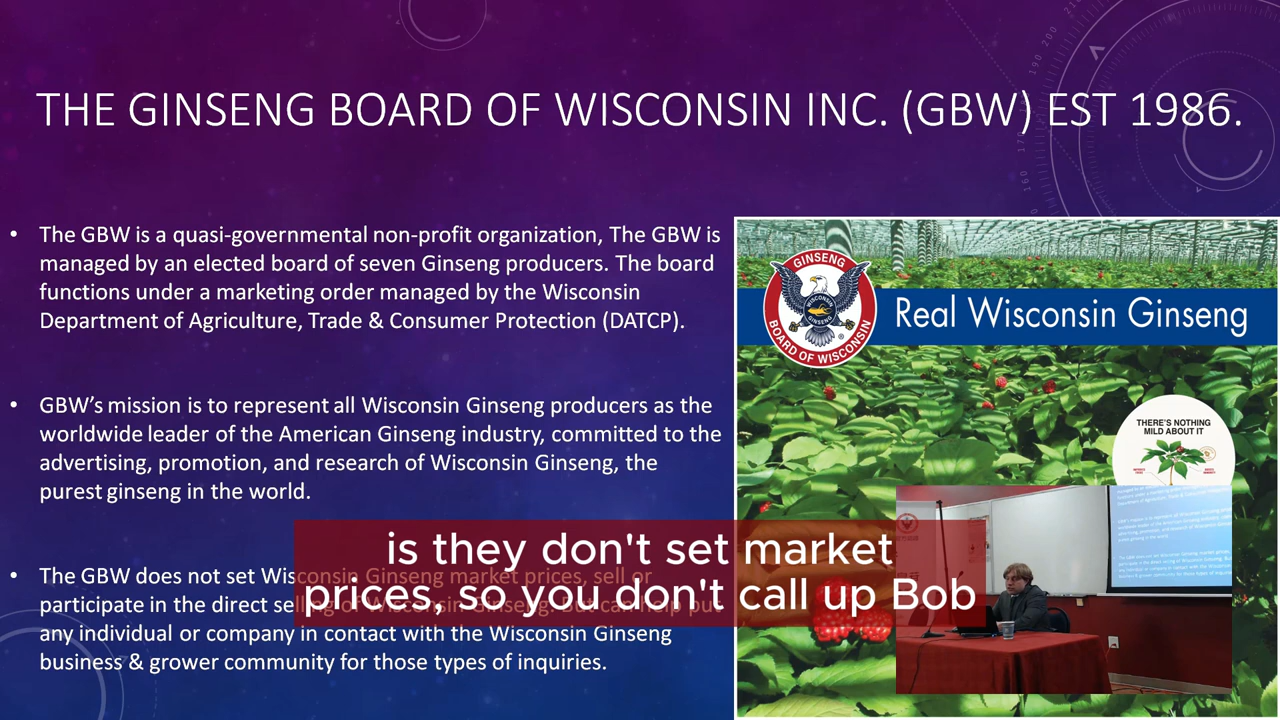 THE GINSENG BOARD OF WISCONSIN INC. (GBW) EST 1986.
• The GBW is a quasi-governmental non-profit organization, The GBW is
managed by an elected board of seven Ginseng producers. The board
functions under a marketing order managed by the Wisconsin
Department of Agriculture, Trade & Consumer Protection (DATCP).
• GBW's mission is to represent all Wisconsin Ginseng producers as the
worldwide leader of the American Ginseng industry, committed to the
advertising, promotion, and research of Wisconsin Ginseng, the
purest ginseng in the world.
• The GBW does not set Wisconsin Ginseng market prices, sell or
participate in the direct selling of Wisconsin Ginseng. But can help put
any individual or company in contact with the Wisconsin Ginseng
business & grower community for those types of inquiries.
GINSENG
WISCONSIN
GINSENG
BOARD OF WISCONSIN
Real Wisconsin Ginseng
THERE'S NOTHING
MILD ABOUT IT
is they don't set market
prices, so you don't call up Bob